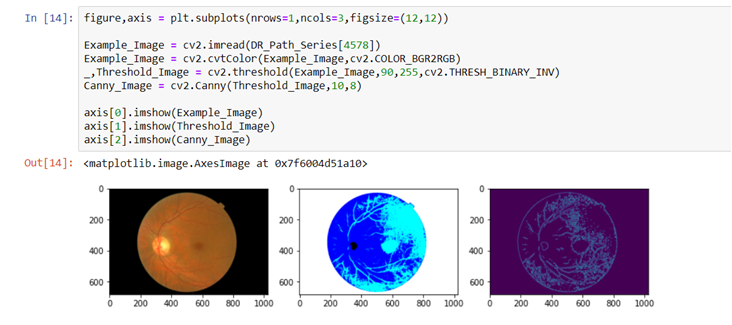 In [14]: figure,axis = plt.subplots(nrows=1,ncols=3,figsize=(12,12))
Example_Image = cv2.imread(DR_Path_Series[4578])
Example_Image = cv2.cvtColor(Example_Image,cv2.COLOR_BGR2RGB)
_,Threshold_Image = cv2.threshold(Example_Image,90,255,cv2.THRESH_BINARY_INV)
Canny_Image = cv2.Canny(Threshold_Image,10,8)
axis[0].imshow(Example_Image)
axis[1].imshow(Threshold_Image)
axis[2].imshow(Canny_Image)
Out[14]: <matplotlib.image.AxesImage at 0x7f6004d51a10>
0 0 0
200 200 200
400 400 400
600 600 600
0 200 400 600 800 1000 0 200 400 600 800 1000 0 200 400 600 800 1000